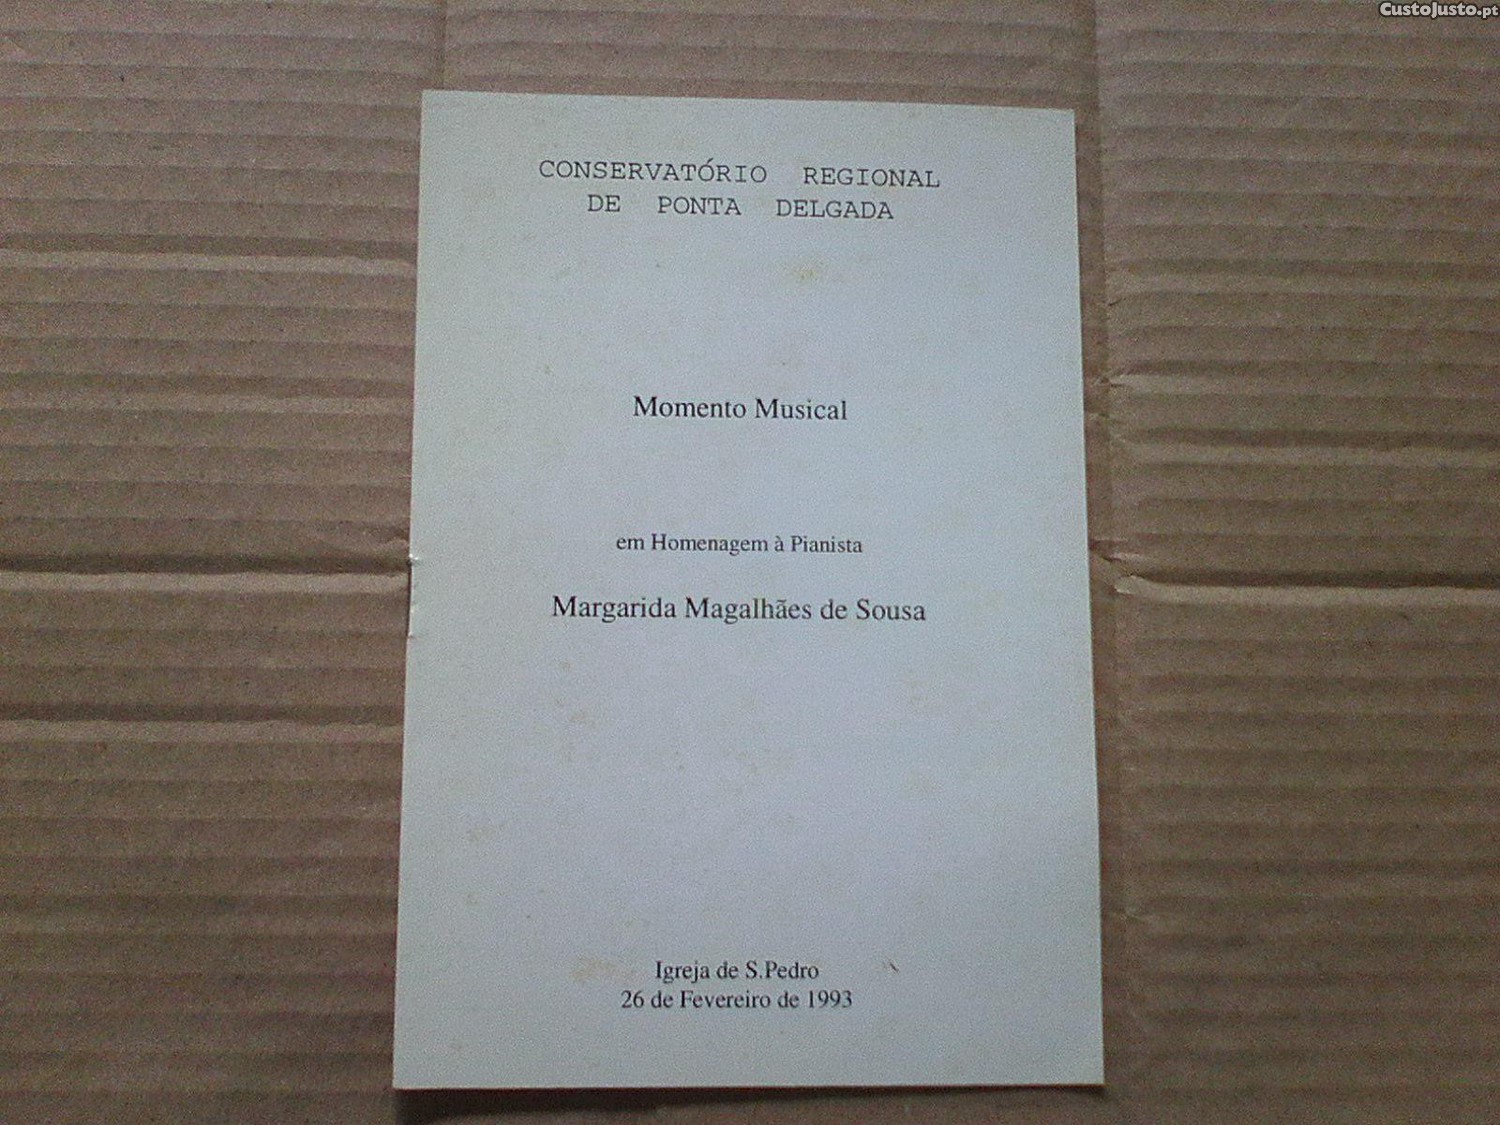 CustoJusto.pt
CONSERVATÓRIO REGIONAL
DE PONTA DELGADA
Momento Musical
em Homenagem à Pianista
Margarida Magalhães de Sousa
Igreja de S.Pedro
26 de Fevereiro de 1993